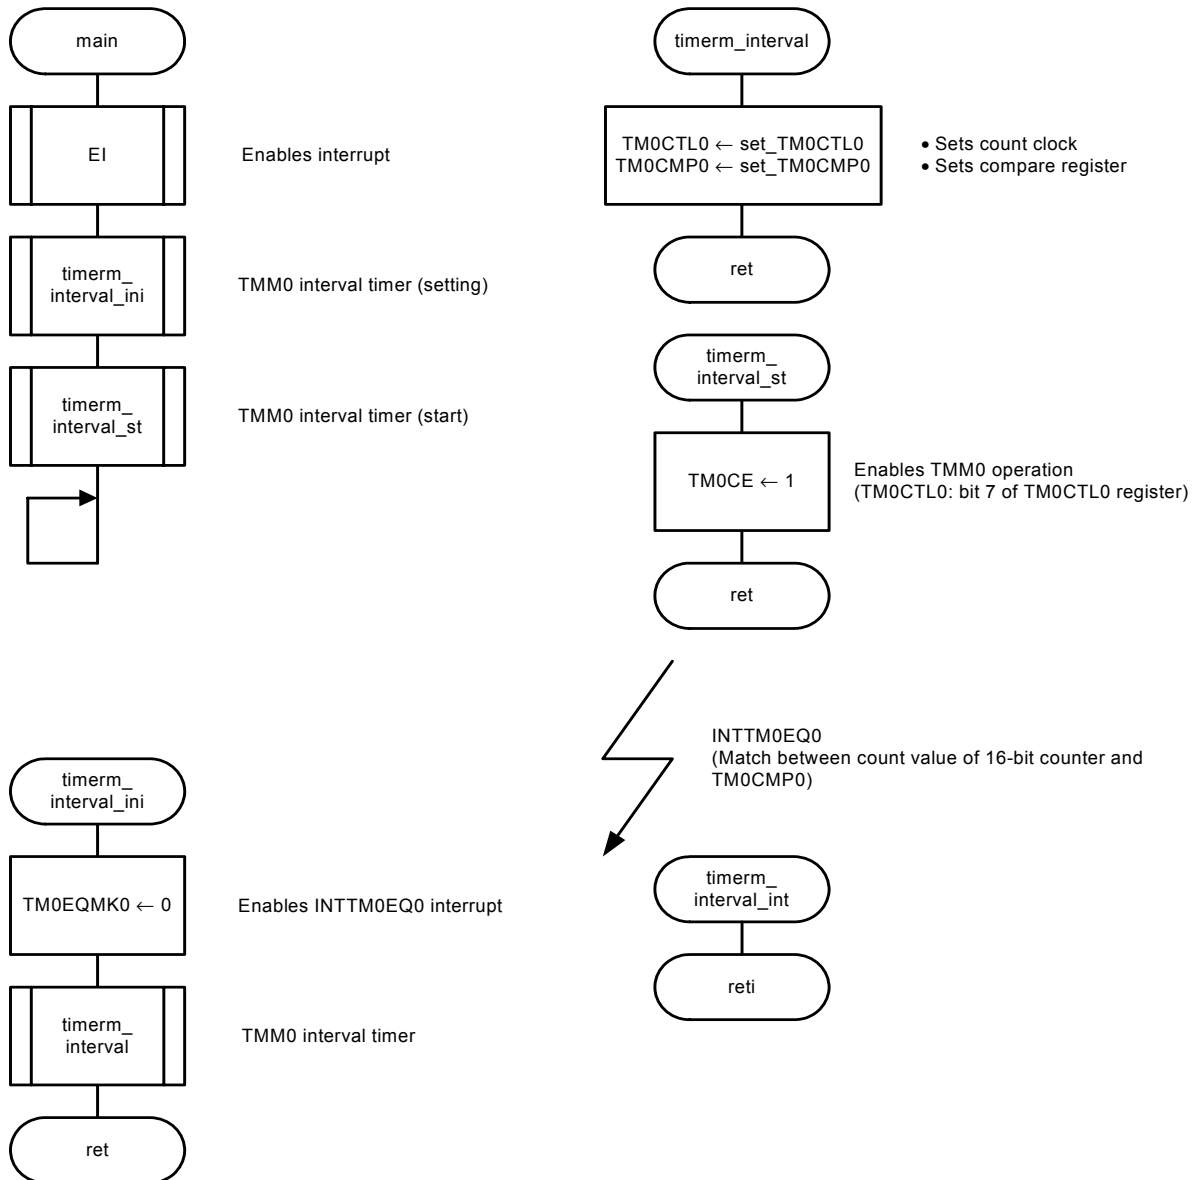 main
EI
Enables interrupt
timerm_
interval_ini
TMM0 interval timer (setting)
timerm_
interval_st
TMM0 interval timer (start)
timerm_
interval_ini
TM0EQMK0 ← 0
Enables INTTM0EQ0 interrupt
timerm_
interval
TMM0 interval timer
ret
timerm_interval
TM0CTL0 ← set_TM0CTL0
TM0CMP0 ← set_TM0CMP0
• Sets count clock
• Sets compare register
ret
timerm_
interval_st
TM0CE ← 1
Enables TMM0 operation
(TM0CTL0: bit 7 of TM0CTL0 register)
ret
INTTM0EQ0
(Match between count value of 16-bit counter and
TM0CMP0)
timerm_
interval_int
reti